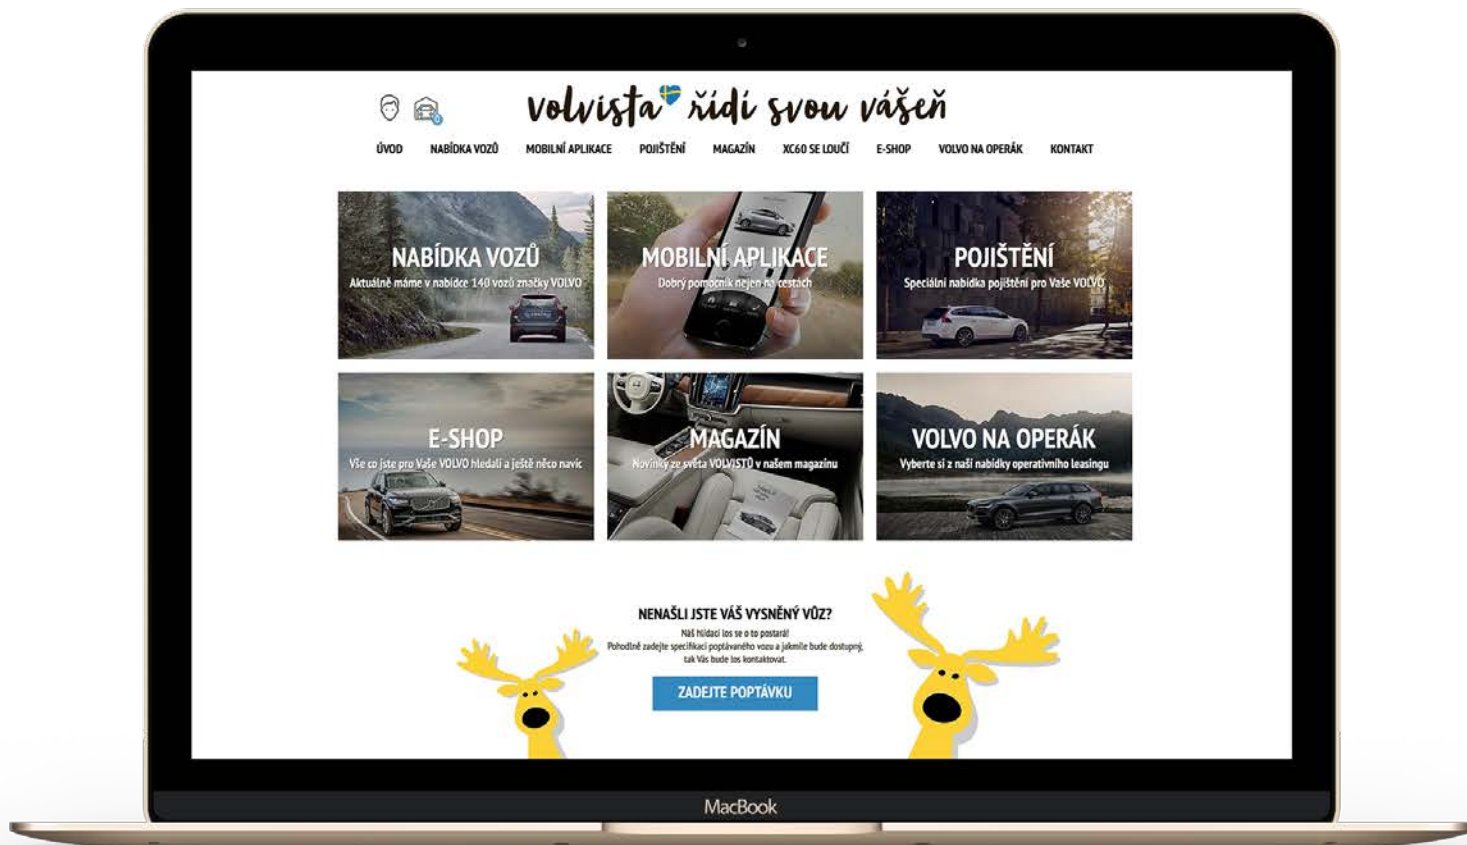 volvista řídí svou vášeň
0
ÚVOD NABÍDKA VOZŮ MOBILNÍ APLIKACE POJIŠTĚNÍ MAGAZÍN XC60 SE LOUČÍ E-SHOP VOLVO NA OPERÁK KONTAKT
NABÍDKA VOZŮ
Aktuálně máme v nabídce 140 vozů značky VOLVO
MOBILNÍ APLIKACE
Dobrý pomocník nejen na cestách
POJIŠTĚNÍ
Speciální nabídka pojištění pro Vaše VOLVO
E-SHOP
Vše co jste pro Vaše VOLVO hledali a ještě něco navíc
MAGAZÍN
Novinky ze světa VOLVISTŮ v našem magazínu
VOLVO NA OPERÁK
Vyberte si z naší nabídky operativního leasingu
NENAŠLI JSTE VÁŠ VYSNĚNÝ VŮZ?
Náš hlídací los se o to postará!
Pohodlně zadejte specifikaci poptávaného vozu a jakmile bude dostupný,
tak Vás bude los kontaktovat.
ZADEJTE POPTÁVKU
MacBook